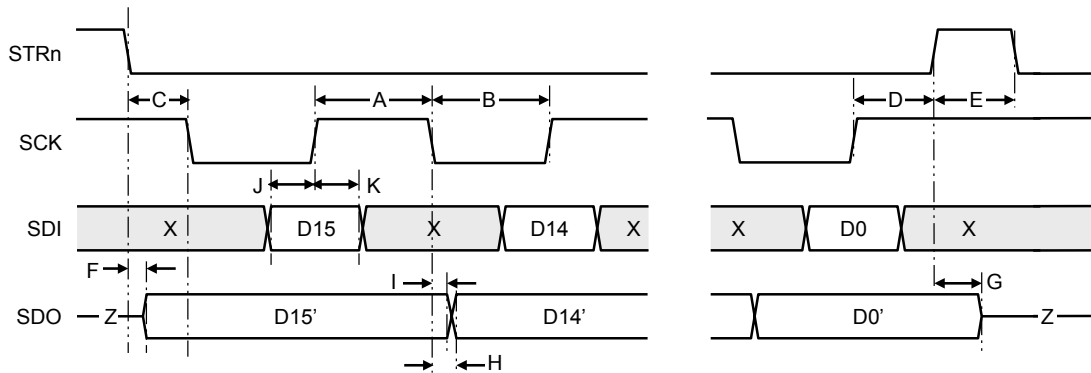 STRn
C A B D E
SCK
J K
SDI X D15 X D14 X X D0 X
F I G
SDO Z D15' D14' D0' Z
H